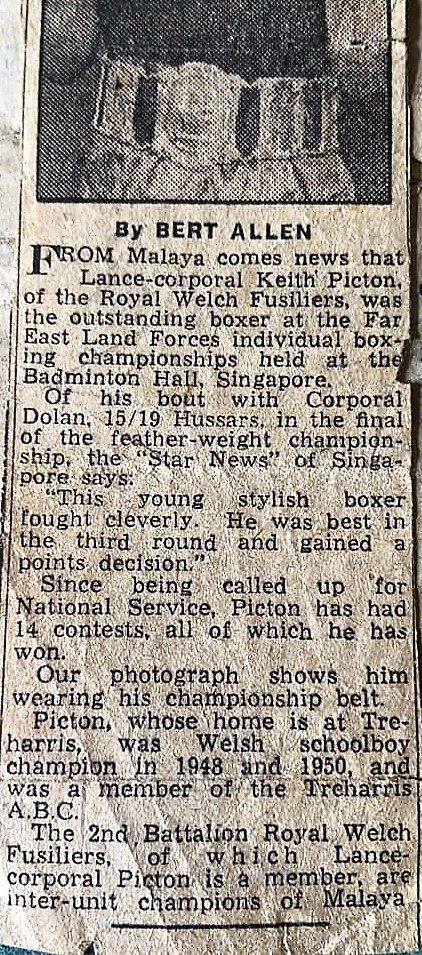 By BERT ALLEN
FROM Malaya comes news that
Lance-corporal Keith Picton,
of the Royal Welch Fusiliers, was
the outstanding boxer at the Far
East Land Forces individual box-
ing championships held at the
Badminton Hall, Singapore.
Of his bout with Corporal
Dolan, 15/19 Hussars, in the final
of the feather-weight champion-
ship, the "Star News" of Singa-
pore says:
"This young stylish boxer
fought cleverly. He was best in
the third round and gained a
points decision."
Since being called up for
National Service, Picton has had
14 contests, all of which he has
won.
Our photograph shows him
wearing his championship belt.
Picton, whose home is at Tre-
harris, was Welsh schoolboy
champion in 1948 and 1950, and
was a member of the Treharris
A.B.C.
The 2nd Battalion Royal Welch
Fusiliers, of which Lance-
corporal Picton is a member, are
inter-unit champions of Malaya